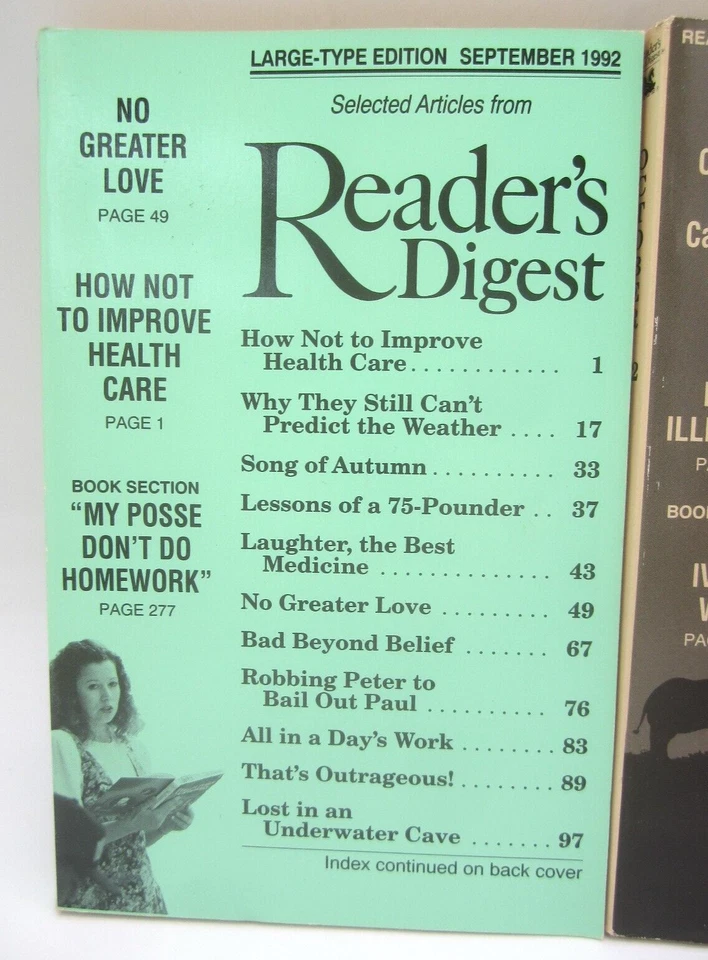 LARGE-TYPE EDITION SEPTEMBER 1992
NO
GREATER
LOVE
PAGE 49
HOW NOT
TO IMPROVE
HEALTH
CARE
PAGE 1
BOOK SECTION
“MY POSSE
DON’T DO
HOMEWORK”
PAGE 277
Selected Articles from
Reader’s
Digest
How Not to Improve
Health Care............ 1
Why They Still Can’t
Predict the Weather .... 17
Song of Autumn.......... 33
Lessons of a 75-Pounder .. 37
Laughter, the Best
Medicine .............. 43
No Greater Love ......... 49
Bad Beyond Belief ....... 67
Robbing Peter to
Bail Out Paul .......... 76
All in a Day’s Work ........ 83
That’s Outrageous! ........ 89
Lost in an
Underwater Cave ....... 97
Index continued on back cover